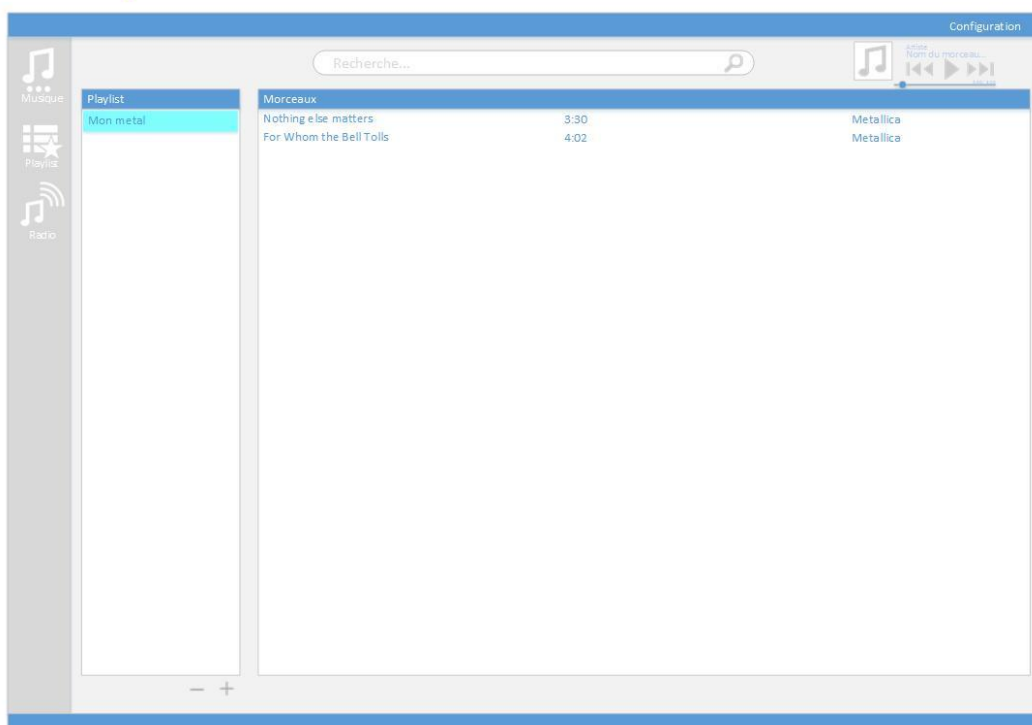 Configuration
Recherche...
Artiste
Nom du morceau...
Musique
Playlist
Radio
Playlist
Mon metal
Morceaux
Nothing else matters 3:30 Metallica
For Whom the Bell Tolls 4:02 Metallica